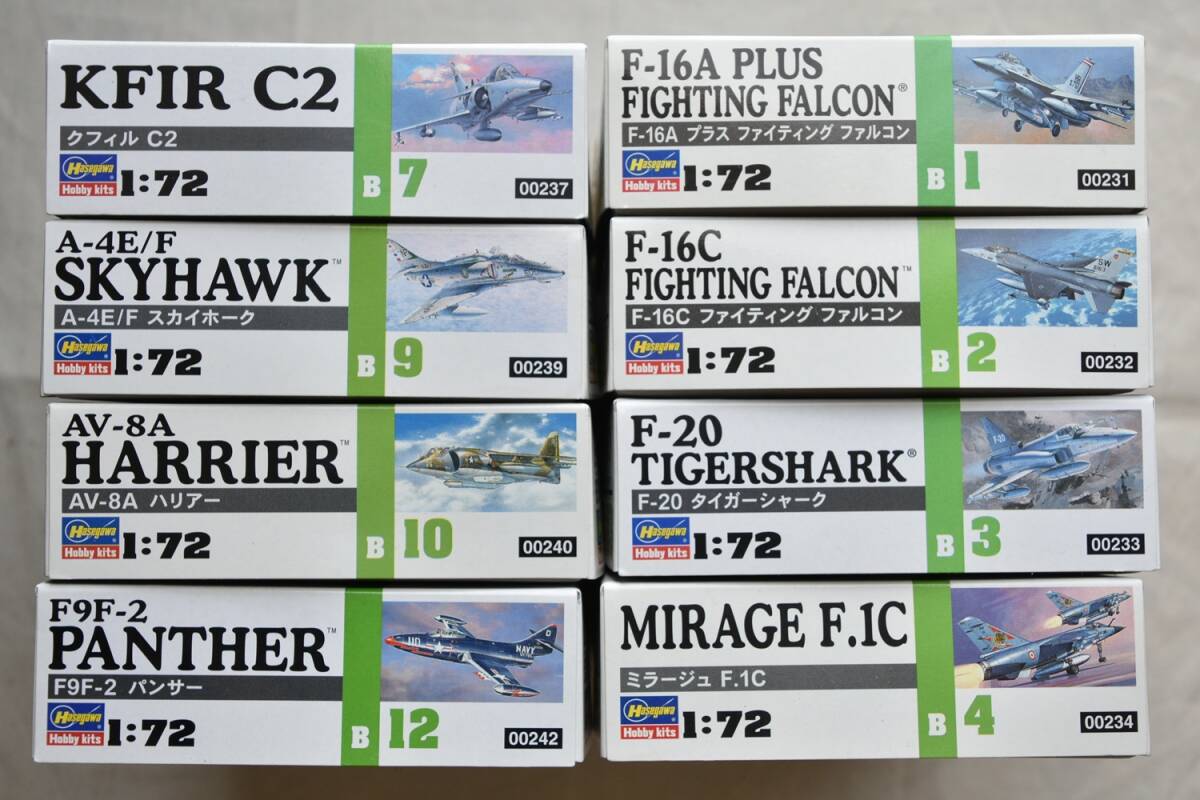 KFIR C2
クフィル C2
Hasegawa
Hobby kits
1:72
B 7
00237
A-4E/F
SKYHAWK™
A-4E/F スカイホーク
Hasegawa
Hobby kits
1:72
B 9
00239
AV-8A
HARRIER™
AV-8A ハリアー
Hasegawa
Hobby kits
1:72
B 10
00240
F9F-2
PANTHER™
F9F-2 パンサー
NAVY
Hasegawa
Hobby kits
1:72
B 12
00242
F-16A PLUS
FIGHTING FALCON®
F-16A プラス ファイティング ファルコン
Hasegawa
Hobby kits
1:72
B 1
00231
F-16C
FIGHTING FALCON™
F-16C ファイティング ファルコン
SW
Hasegawa
Hobby kits
1:72
B 2
00232
F-20
TIGERSHARK®
F-20 タイガーシャーク
F-20
Hasegawa
Hobby kits
1:72
B 3
00233
MIRAGE F.1C
ミラージュ F.1C
Hasegawa
Hobby kits
1:72
B 4
00234